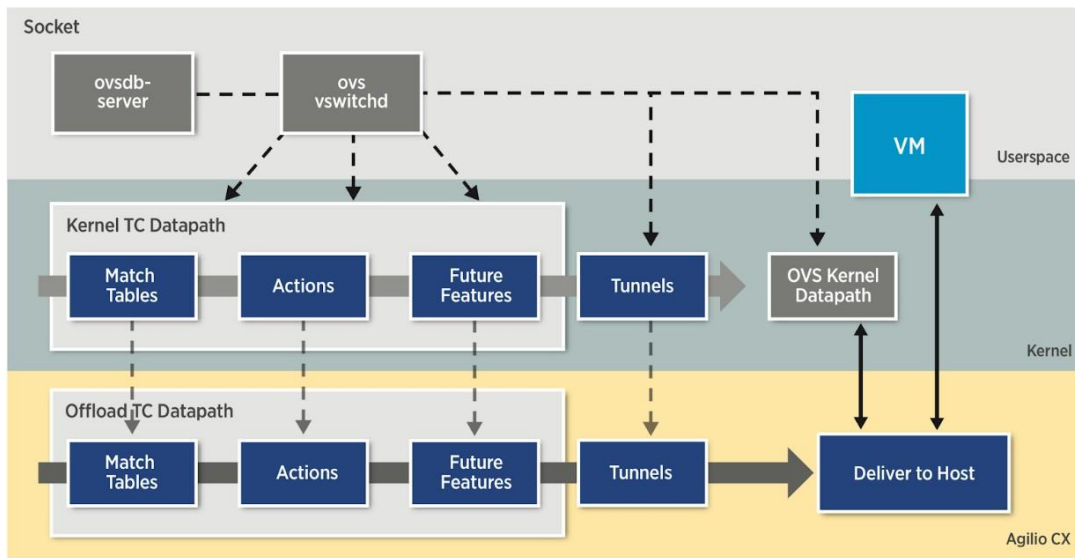 Socket
ovsdb-
server
ovs
vswitchd
VM
Userspace
Kernel TC Datapath
Match
Tables
Actions
Future
Features
Tunnels
OVS Kernel
Datapath
Kernel
Offload TC Datapath
Match
Tables
Actions
Future
Features
Tunnels
Deliver to Host
Agilio CX